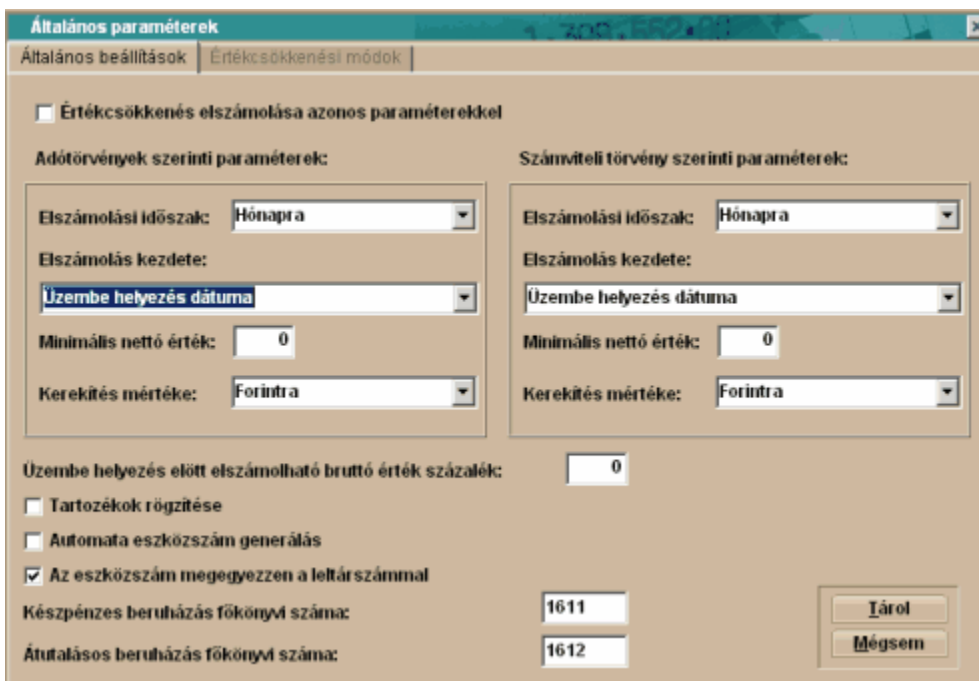 Általános paraméterek
Általános beállítások Értékcsökkenési módok
Értékcsökkenés elszámolása azonos paraméterekkel
Adótörvények szerinti paraméterek:
Elszámolási időszak: Hónapra
Elszámolás kezdete:
Üzembe helyezés dátuma
Minimális nettó érték: 0
Kerekítés mértéke: Forintra
Számviteli törvény szerinti paraméterek:
Elszámolási időszak: Hónapra
Elszámolás kezdete:
Üzembe helyezés dátuma
Minimális nettó érték: 0
Kerekítés mértéke: Forintra
Üzembe helyezés elött elszámolható bruttó érték százalék: 0
Tartozékok rögzítése
Automata eszközszám generálás
Az eszközszám megegyezzen a leltárszámmal
Készpénzes beruházás főkönyvi száma: 1611
Átutalásos beruházás főkönyvi száma: 1612
Tárol
Mégsem